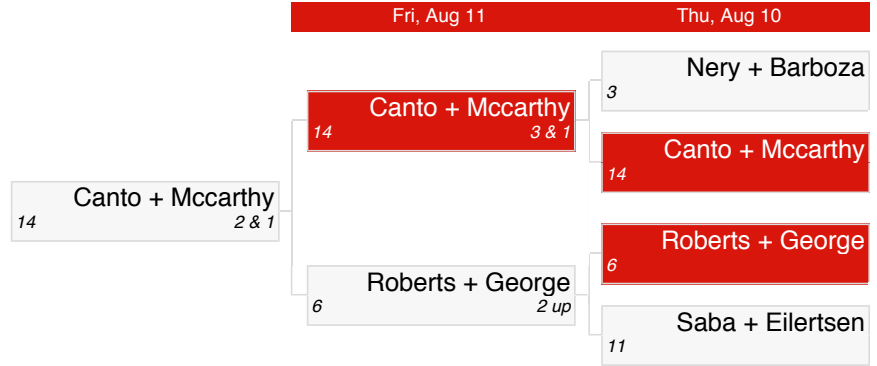 Fri, Aug 11
Thu, Aug 10
Nery + Barboza
3
Canto + Mccarthy
14
3 & 1
Canto + Mccarthy
14
Canto + Mccarthy
14
2 & 1
Roberts + George
6
Roberts + George
6
2 up
Saba + Eilertsen
11